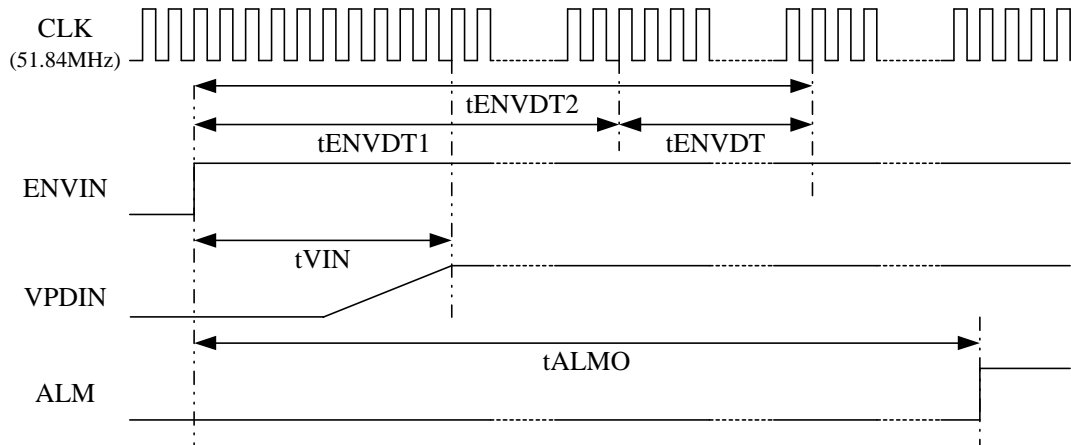 CLK
(51.84MHz)
tENVDT2
tENVDT1
tENVDT
ENVIN
tVIN
VPDIN
tALMO
ALM